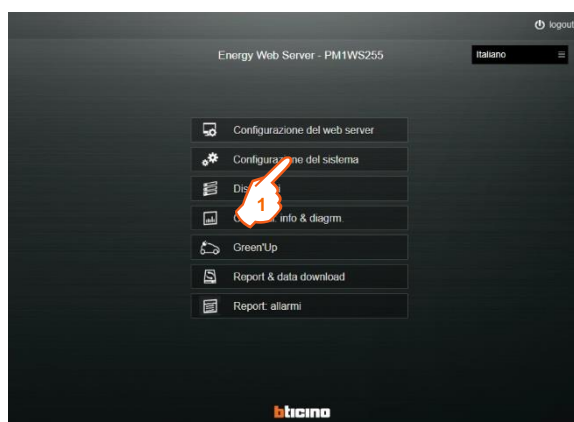 logout
Energy Web Server - PM1WS255
Italiano
Configurazione del web server
Configurazione del sistema
1
info & diagrm.
Green'Up
Report & data download
Report: allarmi
bticino